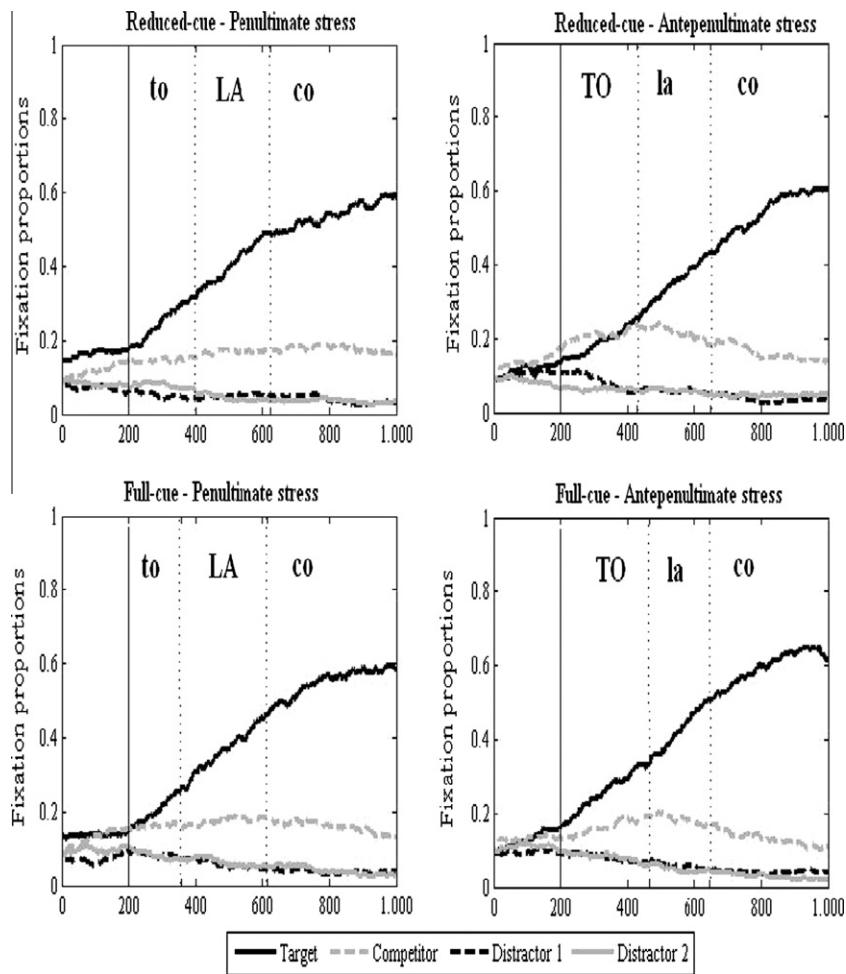 Reduced-cue - Penultimate stress
1
0.8
0.6
0.4
0.2
0
Fixation proportions
to LA co
0 200 400 600 800 1.000
Reduced-cue - Antepenultimate stress
1
0.8
0.6
0.4
0.2
0
Fixation proportions
TO la co
0 200 400 600 800 1.000
Full-cue - Penultimate stress
1
0.8
0.6
0.4
0.2
0
Fixation proportions
to LA co
0 200 400 600 800 1.000
Full-cue - Antepenultimate stress
1
0.8
0.6
0.4
0.2
0
Fixation proportions
TO la co
0 200 400 600 800 1.000
Target Competitor Distractor 1 Distractor 2